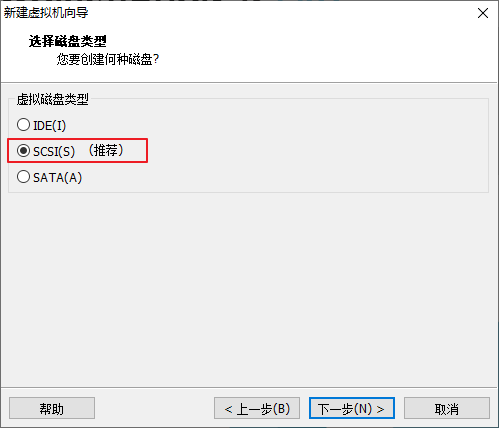 新建虚拟机向导
选择磁盘类型
您要创建何种磁盘?
虚拟磁盘类型
IDE(I)
SCSI(S) （推荐）
SATA(A)
帮助
< 上一步(B)
下一步(N) >
取消